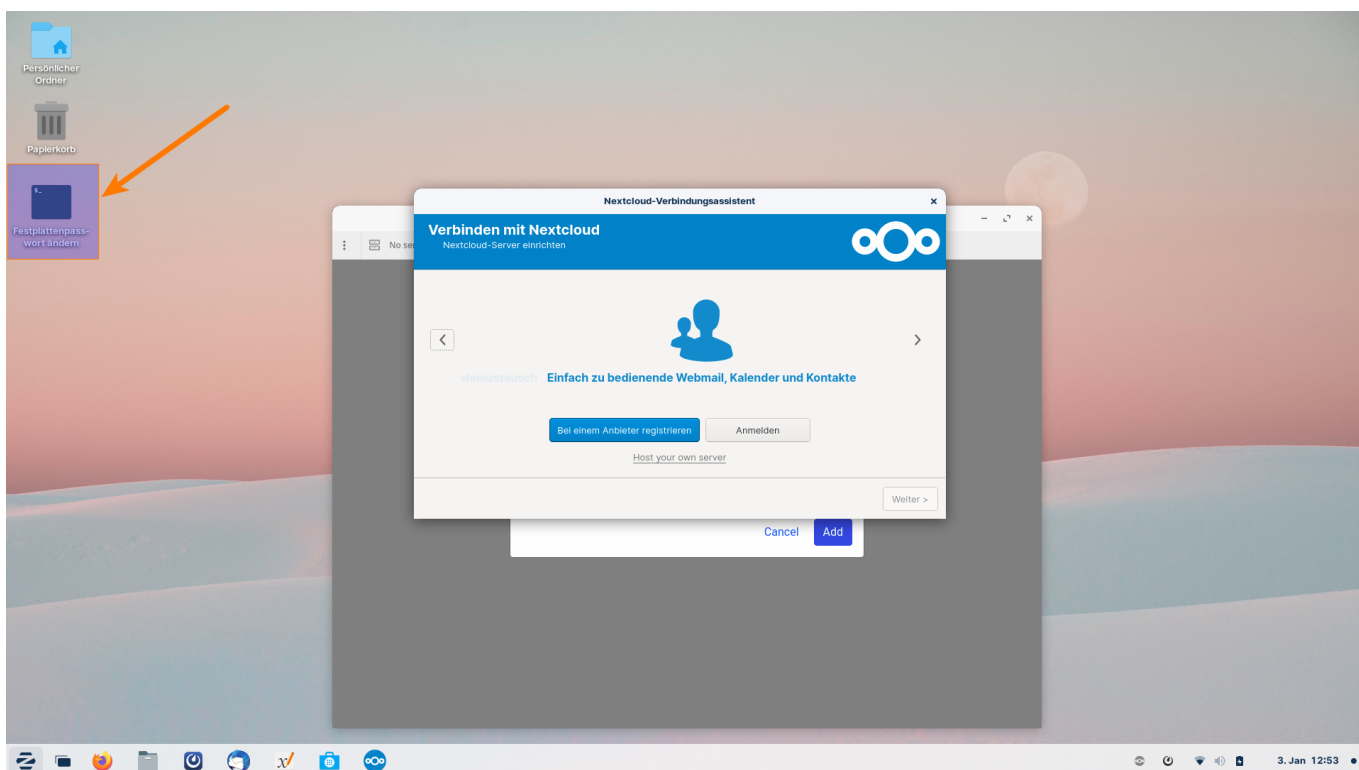 Persönlicher
Ordner
Papierkorb
Festplattenpass-
wort ändern
Nextcloud-Verbindungsassistent
Verbinden mit Nextcloud
Nextcloud-Server einrichten
No se
Einfach zu bedienende Webmail, Kalender und Kontakte
Bei einem Anbieter registrieren
Anmelden
Host your own server
Weiter >
Cancel
Add
3. Jan 12:53